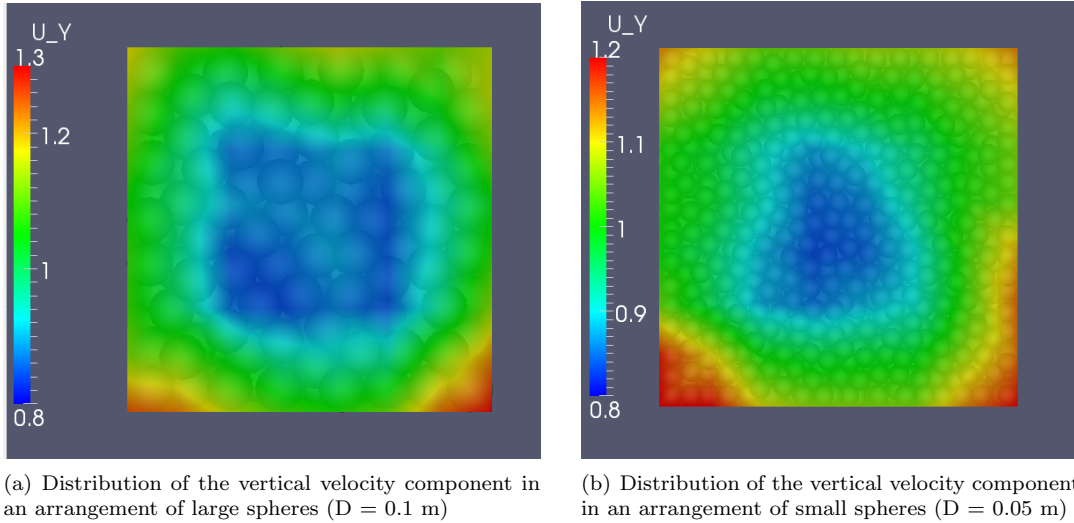 U_Y
1.3
1.2
1
0.8
U_Y
1.2
1.1
1
0.9
0.8
(a) Distribution of the vertical velocity component in
an arrangement of large spheres (D = 0.1 m)
(b) Distribution of the vertical velocity component
in an arrangement of small spheres (D = 0.05 m)